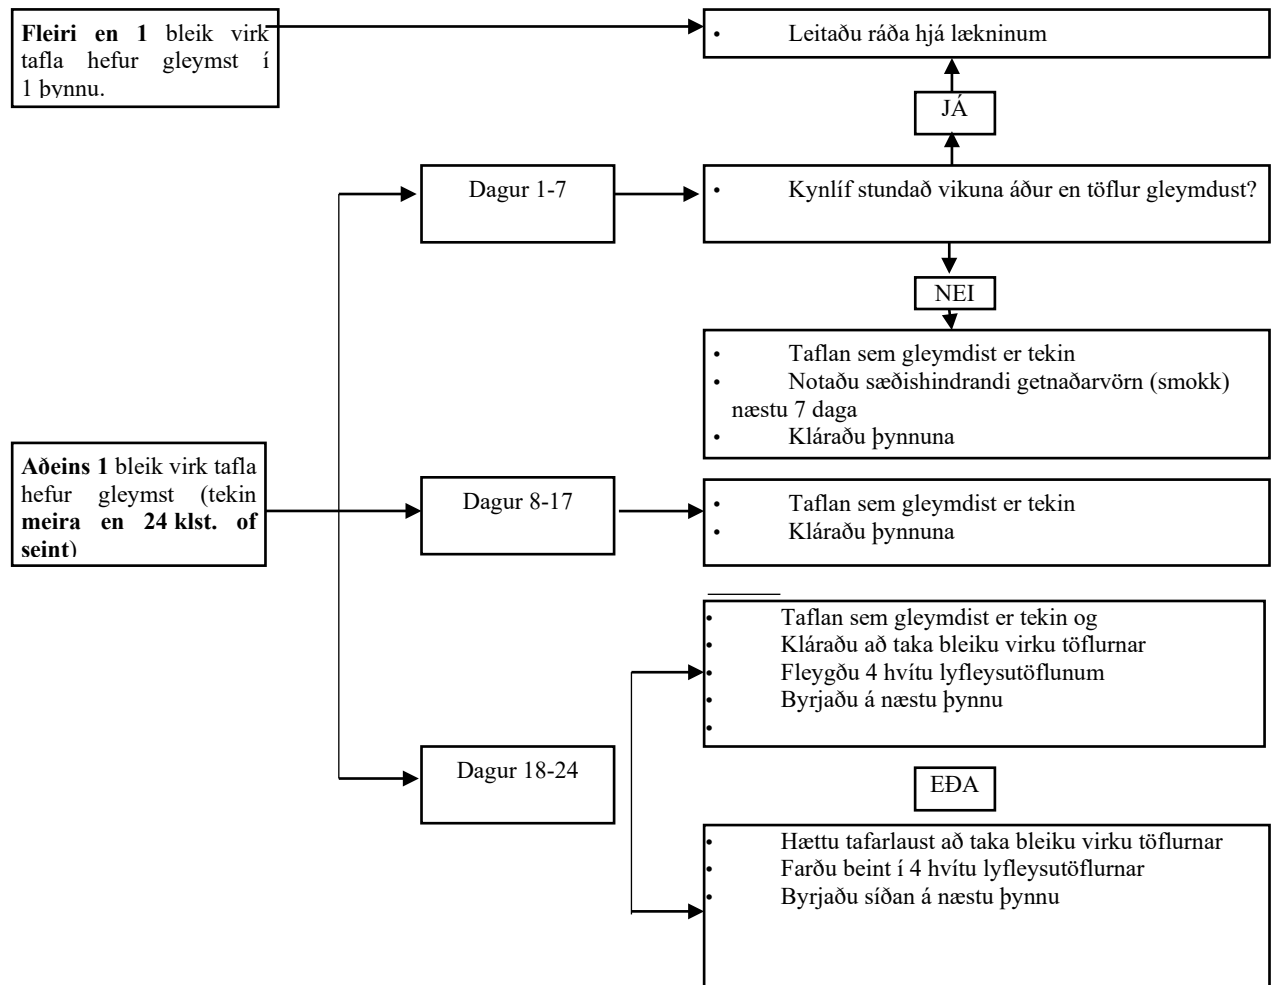 Fleiri en 1 bleik virk
tafla hefur gleymst í
1 þynnu.
• Leitaðu ráða hjá lækninum
JÁ
Dagur 1-7
• Kynlíf stundað vikuna áður en töflur gleymdust?
NEI
• Taflan sem gleymdist er tekin
• Notaðu sæðishindrandi getnaðarvörn (smokk)
næstu 7 daga
• Kláraðu þynnuna
Aðeins 1 bleik virk tafla
hefur gleymst (tekin
meira en 24 klst. of
seint)
Dagur 8-17
• Taflan sem gleymdist er tekin
• Kláraðu þynnuna
Dagur 18-24
• Taflan sem gleymdist er tekin og
• Kláraðu að taka bleiku virku töflurnar
• Fleygðu 4 hvítu lyfleysutöflunum
• Byrjaðu á næstu þynnu
•
EÐA
• Hættu tafarlaust að taka bleiku virku töflurnar
• Farðu beint í 4 hvítu lyfleysutöflurnar
• Byrjaðu síðan á næstu þynnu